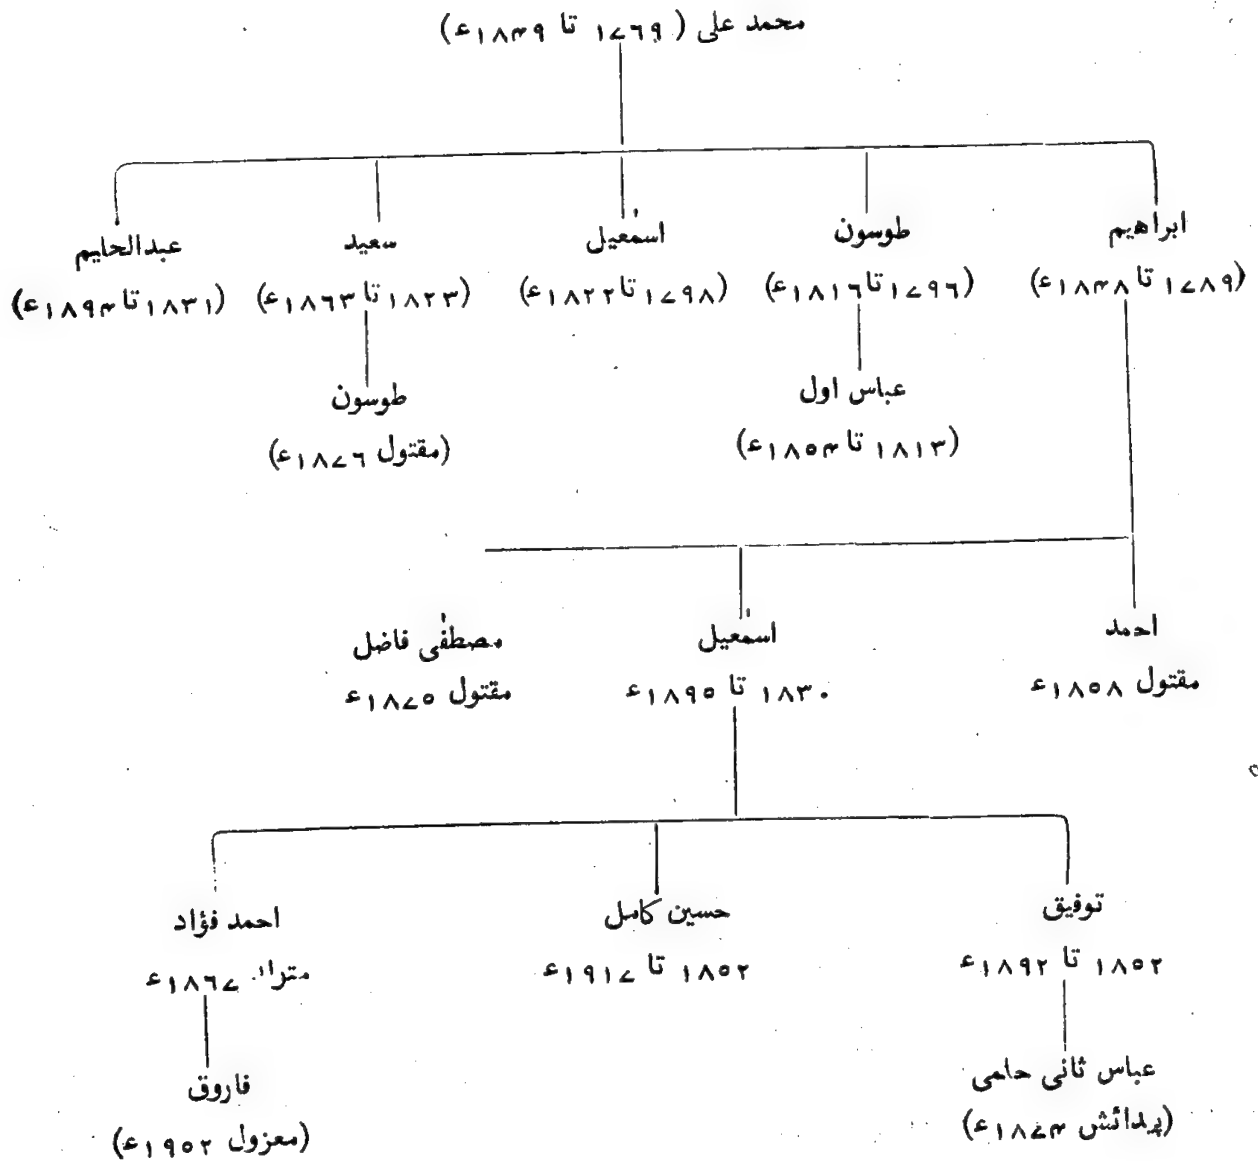 محمد علی (۱۷۶۹ تا ۱۸۴۹ء)
ابراهیم
(۱۷۸۹ تا ۱۸۴۸ء)
طوسون
(۱۷۹۶ تا ۱۸۱۶ء)
اسمٰعیل
(۱۷۹۸ تا ۱۸۲۲ء)
سعید
(۱۸۲۳ تا ۱۸۶۳ء)
عبدالحلیم
(۱۸۳۱ تا ۱۸۹۴ء)
عباس اول
(۱۸۱۳ تا ۱۸۵۴ء)
طوسون
(مقتول ۱۸۷۶ء)
احمد
مقتول ۱۸۵۸ء
اسمٰعیل
۱۸۳۰ تا ۱۸۹۵ء
مصطفٰی فاضل
مقتول ۱۸۷۵ء
توفیق
۱۸۵۲ تا ۱۸۹۲ء
حسین کامل
۱۸۵۲ تا ۱۹۱۷ء
احمد فؤاد
۱۸۶۷ء
عباس ثانی حلمی
(پیدائش ۱۸۷۴ء)
فاروق
(معزول ۱۹۵۲ء)